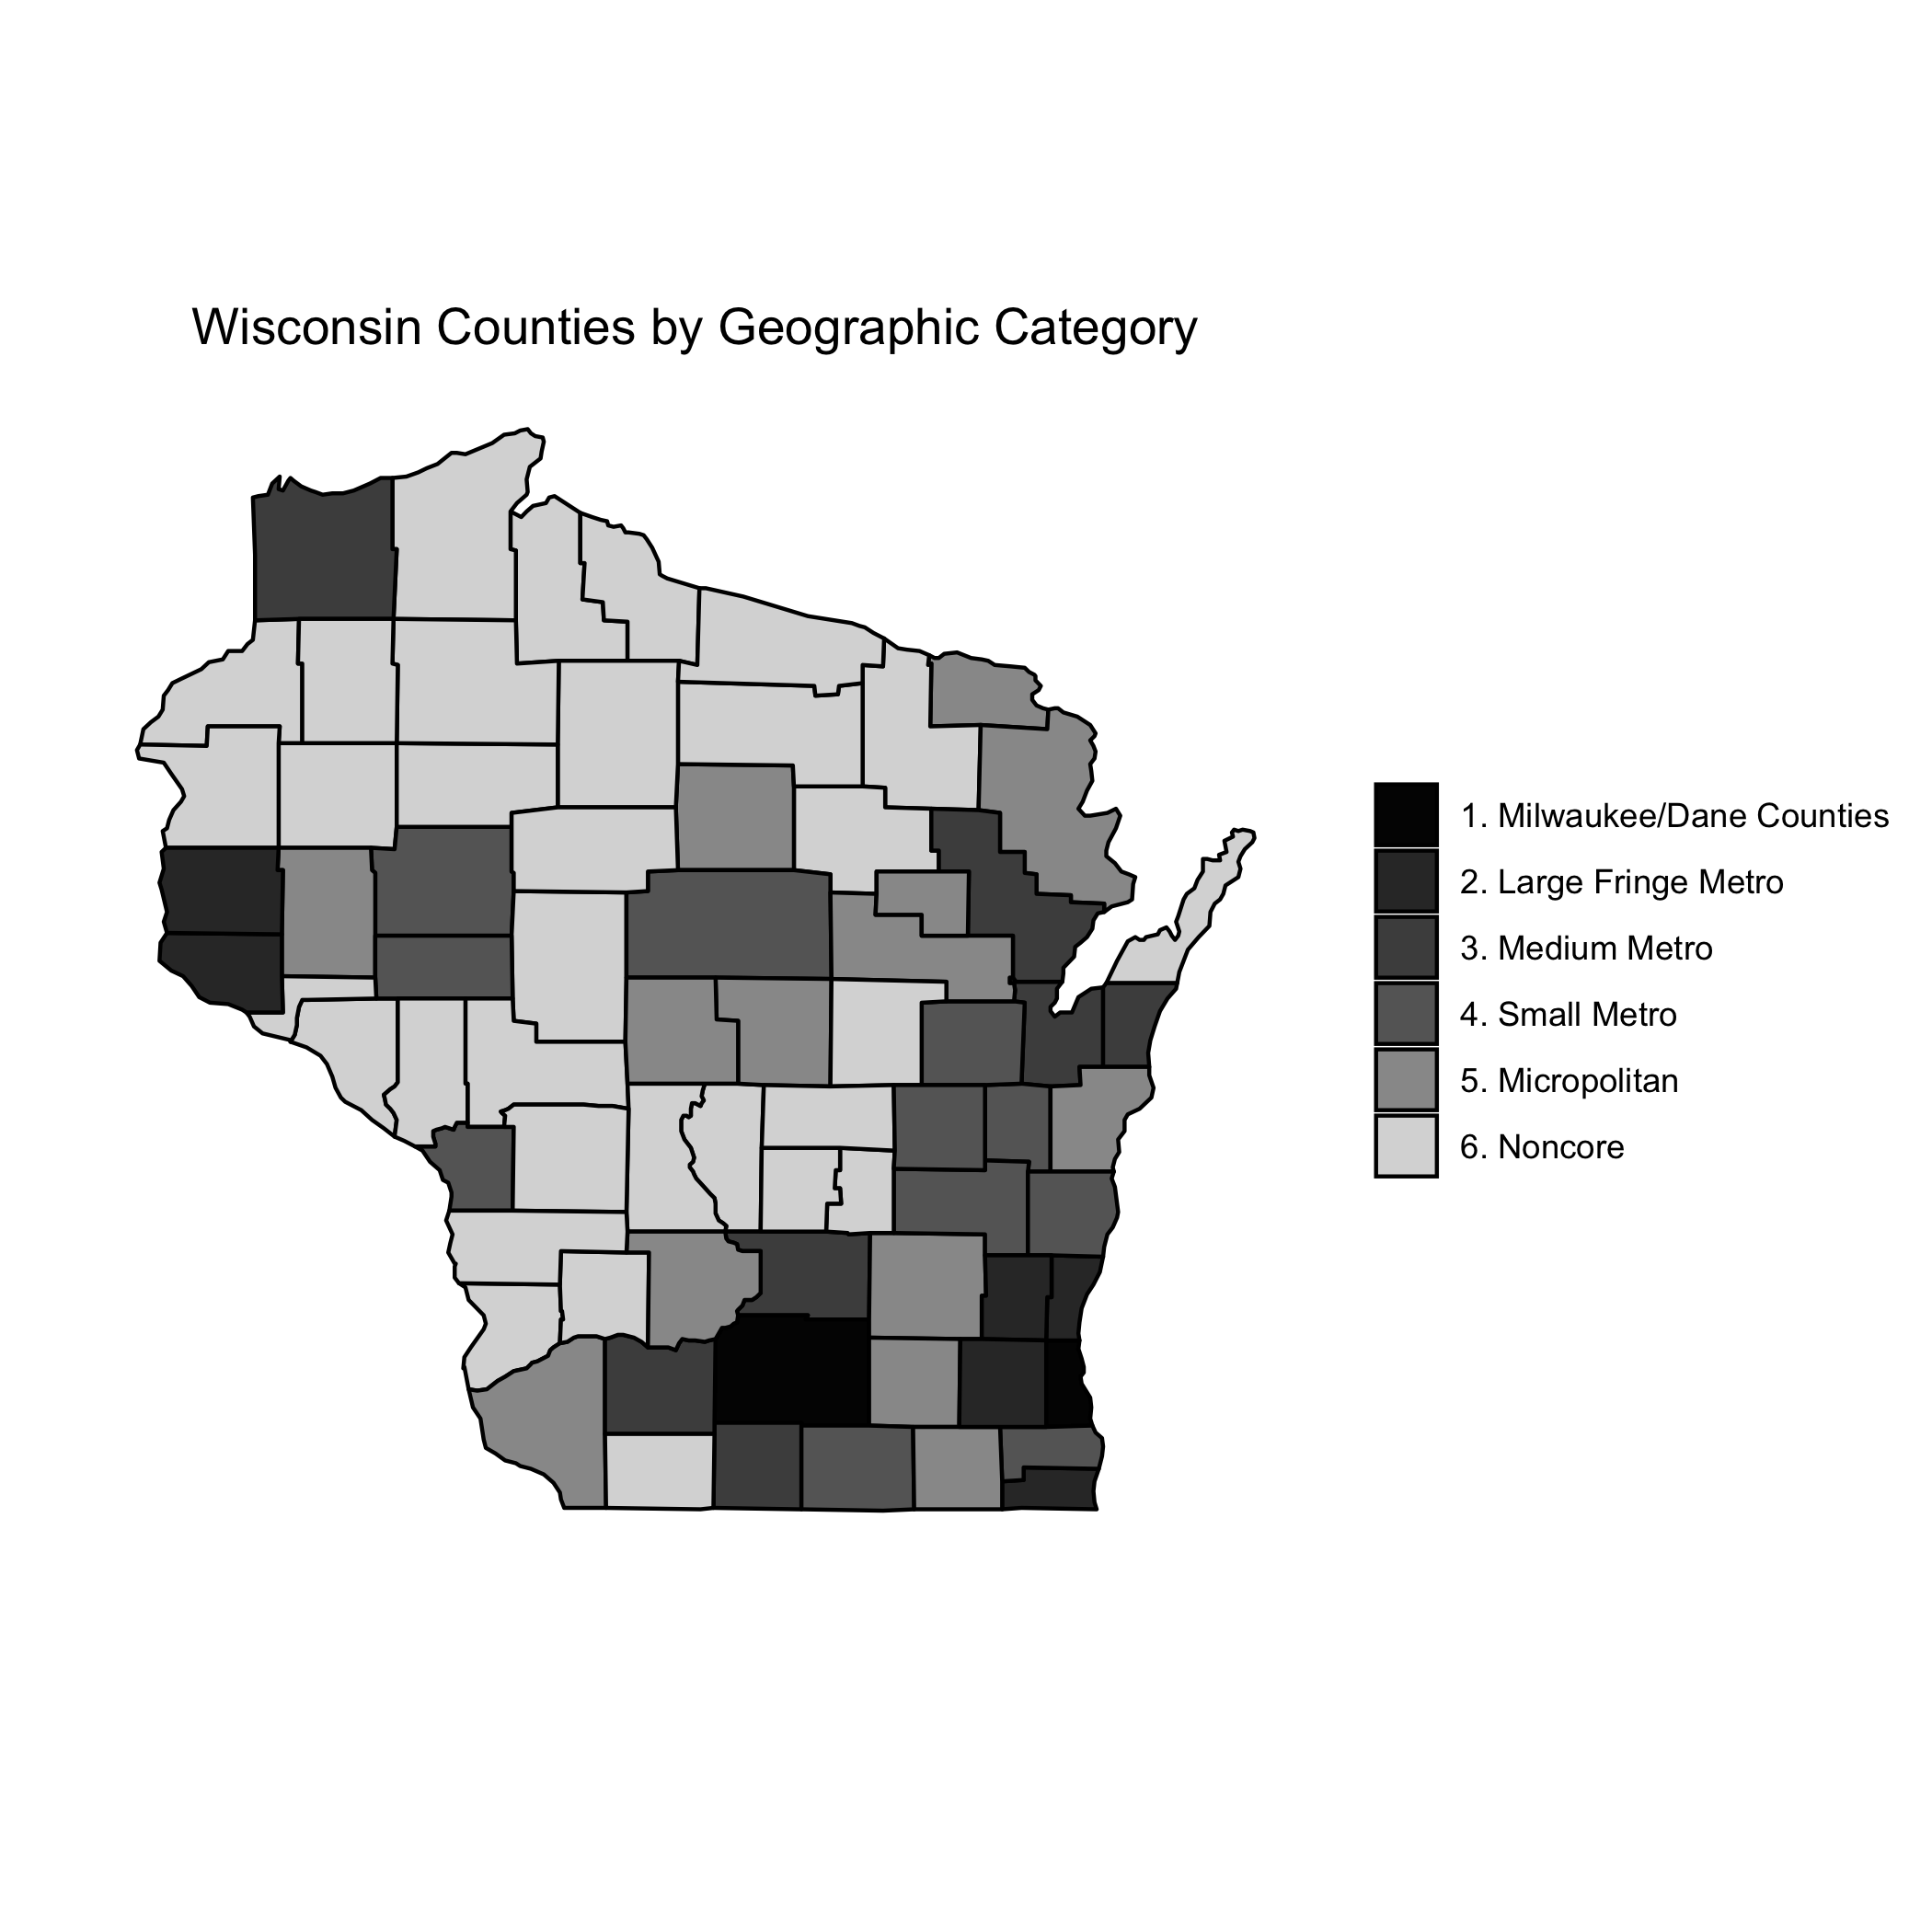 Wisconsin Counties by Geographic Category
1. Milwaukee/Dane Counties
2. Large Fringe Metro
3. Medium Metro
4. Small Metro
5. Micropolitan
6. Noncore